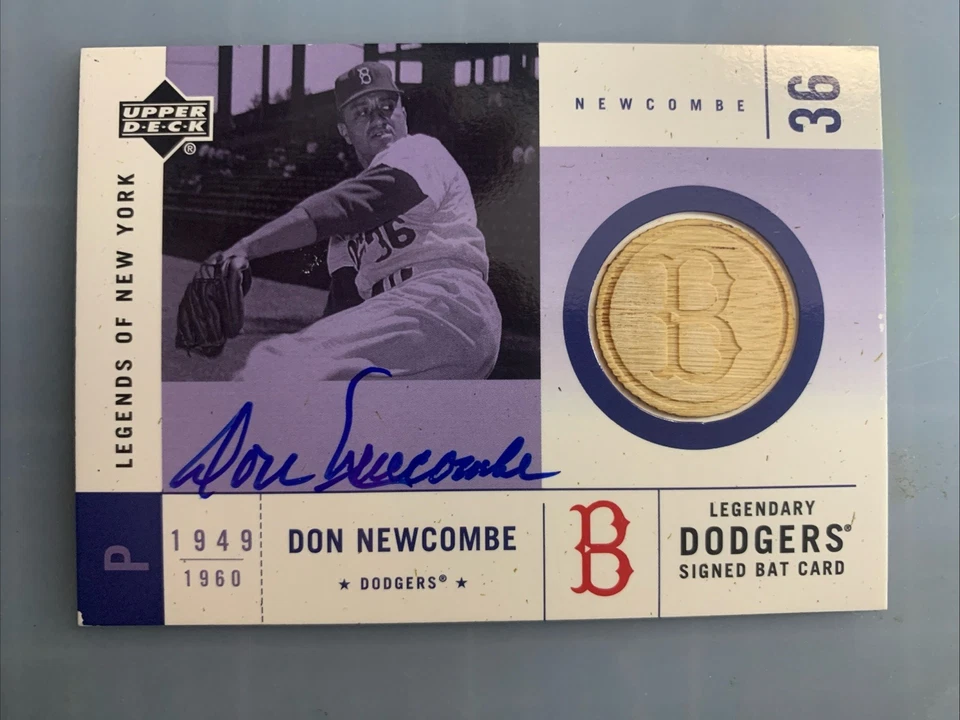 UPPER
D·E·C·K
®
LEGENDS OF NEW YORK
B
36
NEWCOMBE
36
B
Don Newcombe
P
1949
1960
DON NEWCOMBE
★ DODGERS® ★
B
LEGENDARY
DODGERS®
SIGNED BAT CARD